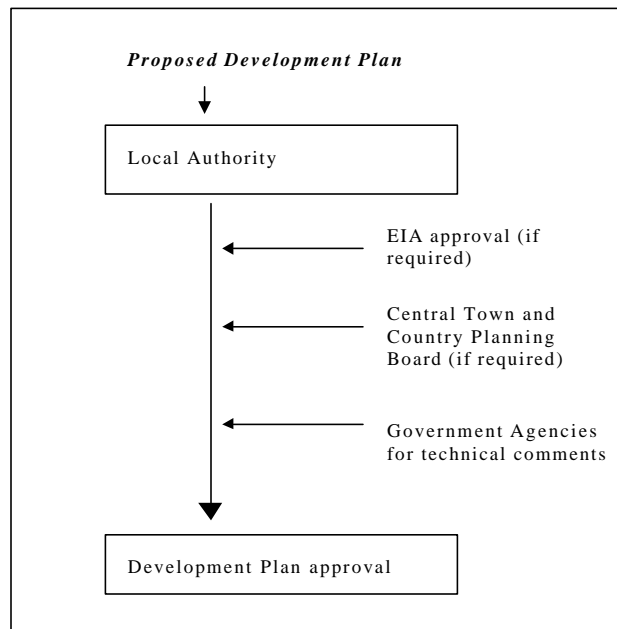 Proposed Development Plan
Local Authority
EIA approval (if
required)
Central Town and
Country Planning
Board (if required)
Government Agencies
for technical comments
Development Plan approval